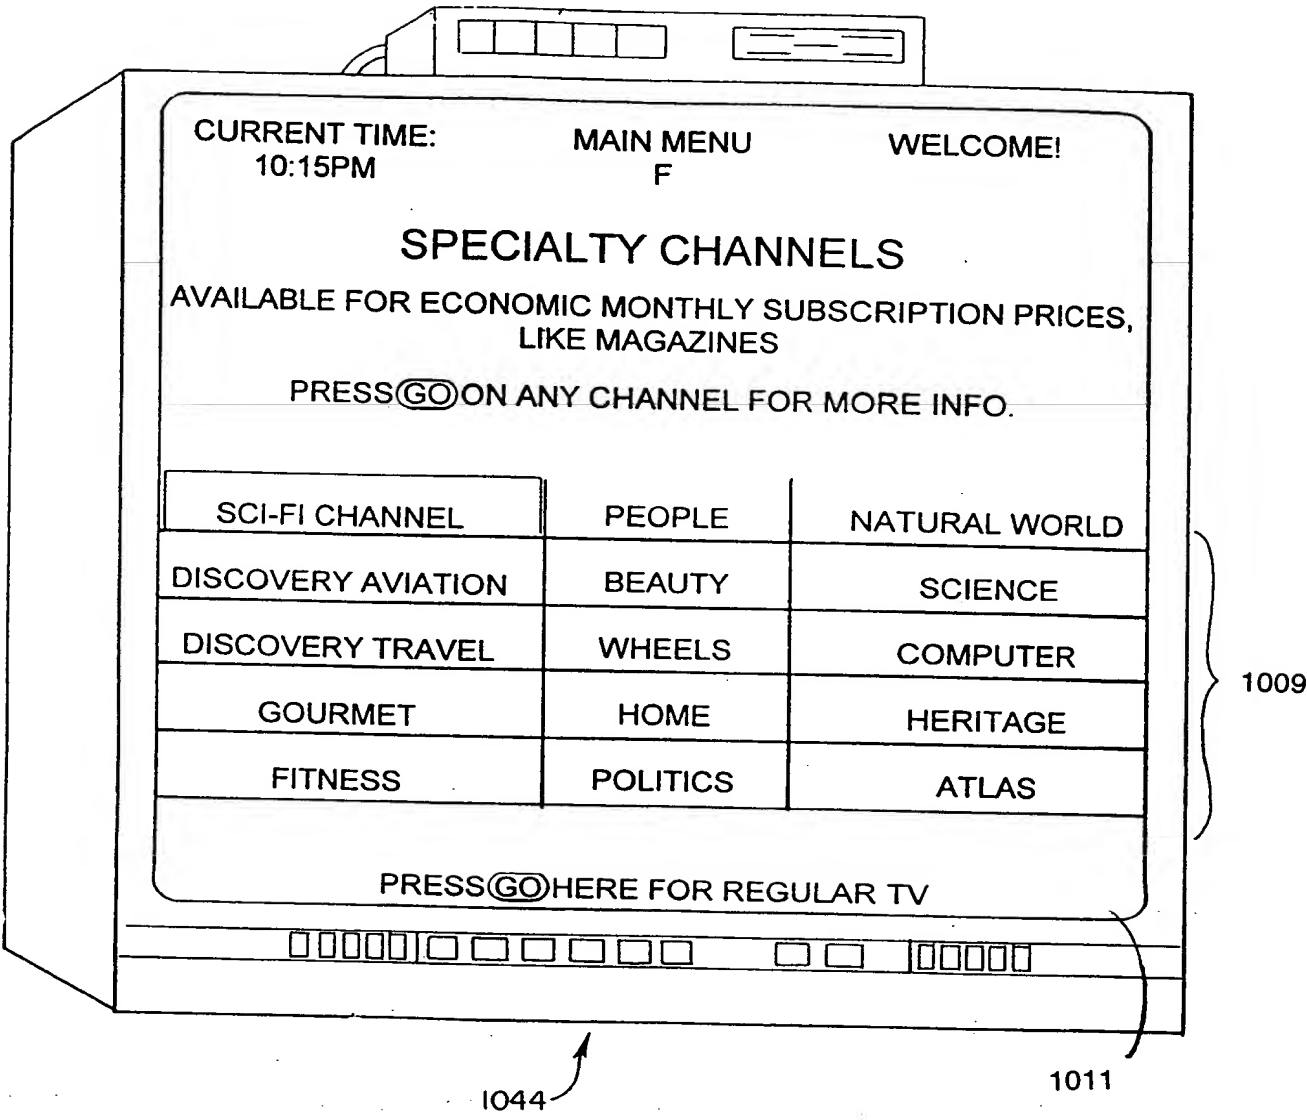 CURRENT TIME: MAIN MENU WELCOME!
10:15PM F
SPECIALTY CHANNELS
AVAILABLE FOR ECONOMIC MONTHLY SUBSCRIPTION PRICES,
LIKE MAGAZINES
PRESS GO ON ANY CHANNEL FOR MORE INFO.
SCI-FI CHANNEL PEOPLE NATURAL WORLD
DISCOVERY AVIATION BEAUTY SCIENCE
DISCOVERY TRAVEL WHEELS COMPUTER
GOURMET HOME HERITAGE
FITNESS POLITICS ATLAS
PRESS GO HERE FOR REGULAR TV
1009
1011
1044